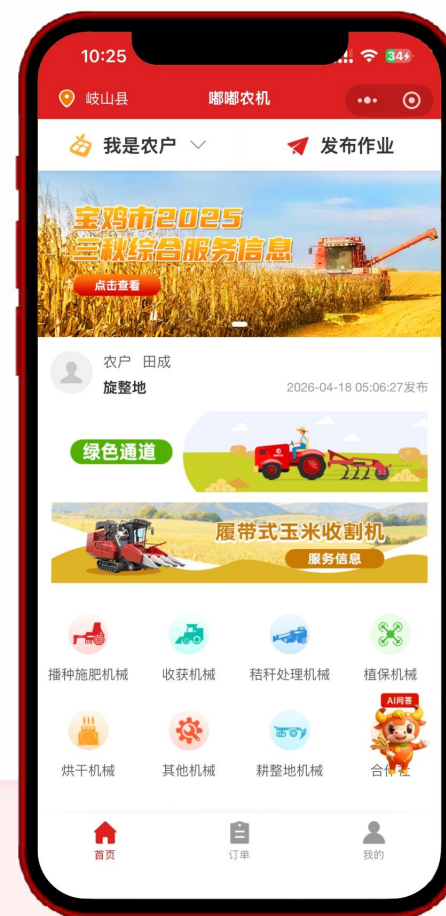 10:25
34
岐山县
嘟嘟农机
我是农户
发布作业
宝鸡市2025
三秋综合服务信息
点击查看
农户 田成
旋整地
2026-04-18 05:06:27发布
绿色通道
履带式玉米收割机
服务信息
播种施肥机械
收获机械
秸秆处理机械
植保机械
AI问答
烘干机械
其他机械
耕整地机械
合作社
首页
订单
我的